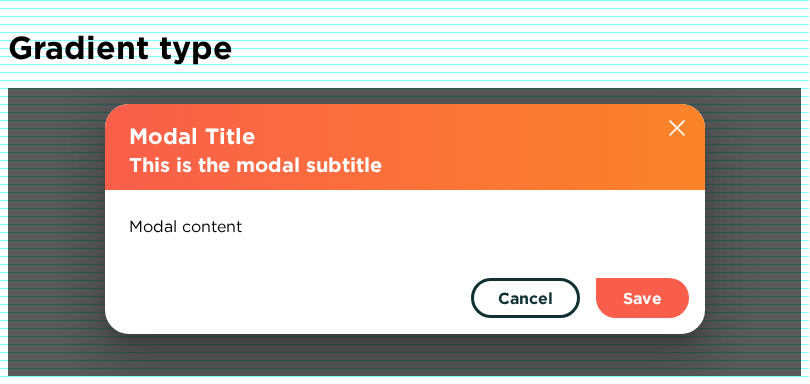 Gradient type
Modal Title
This is the modal subtitle
Modal content
Cancel
Save